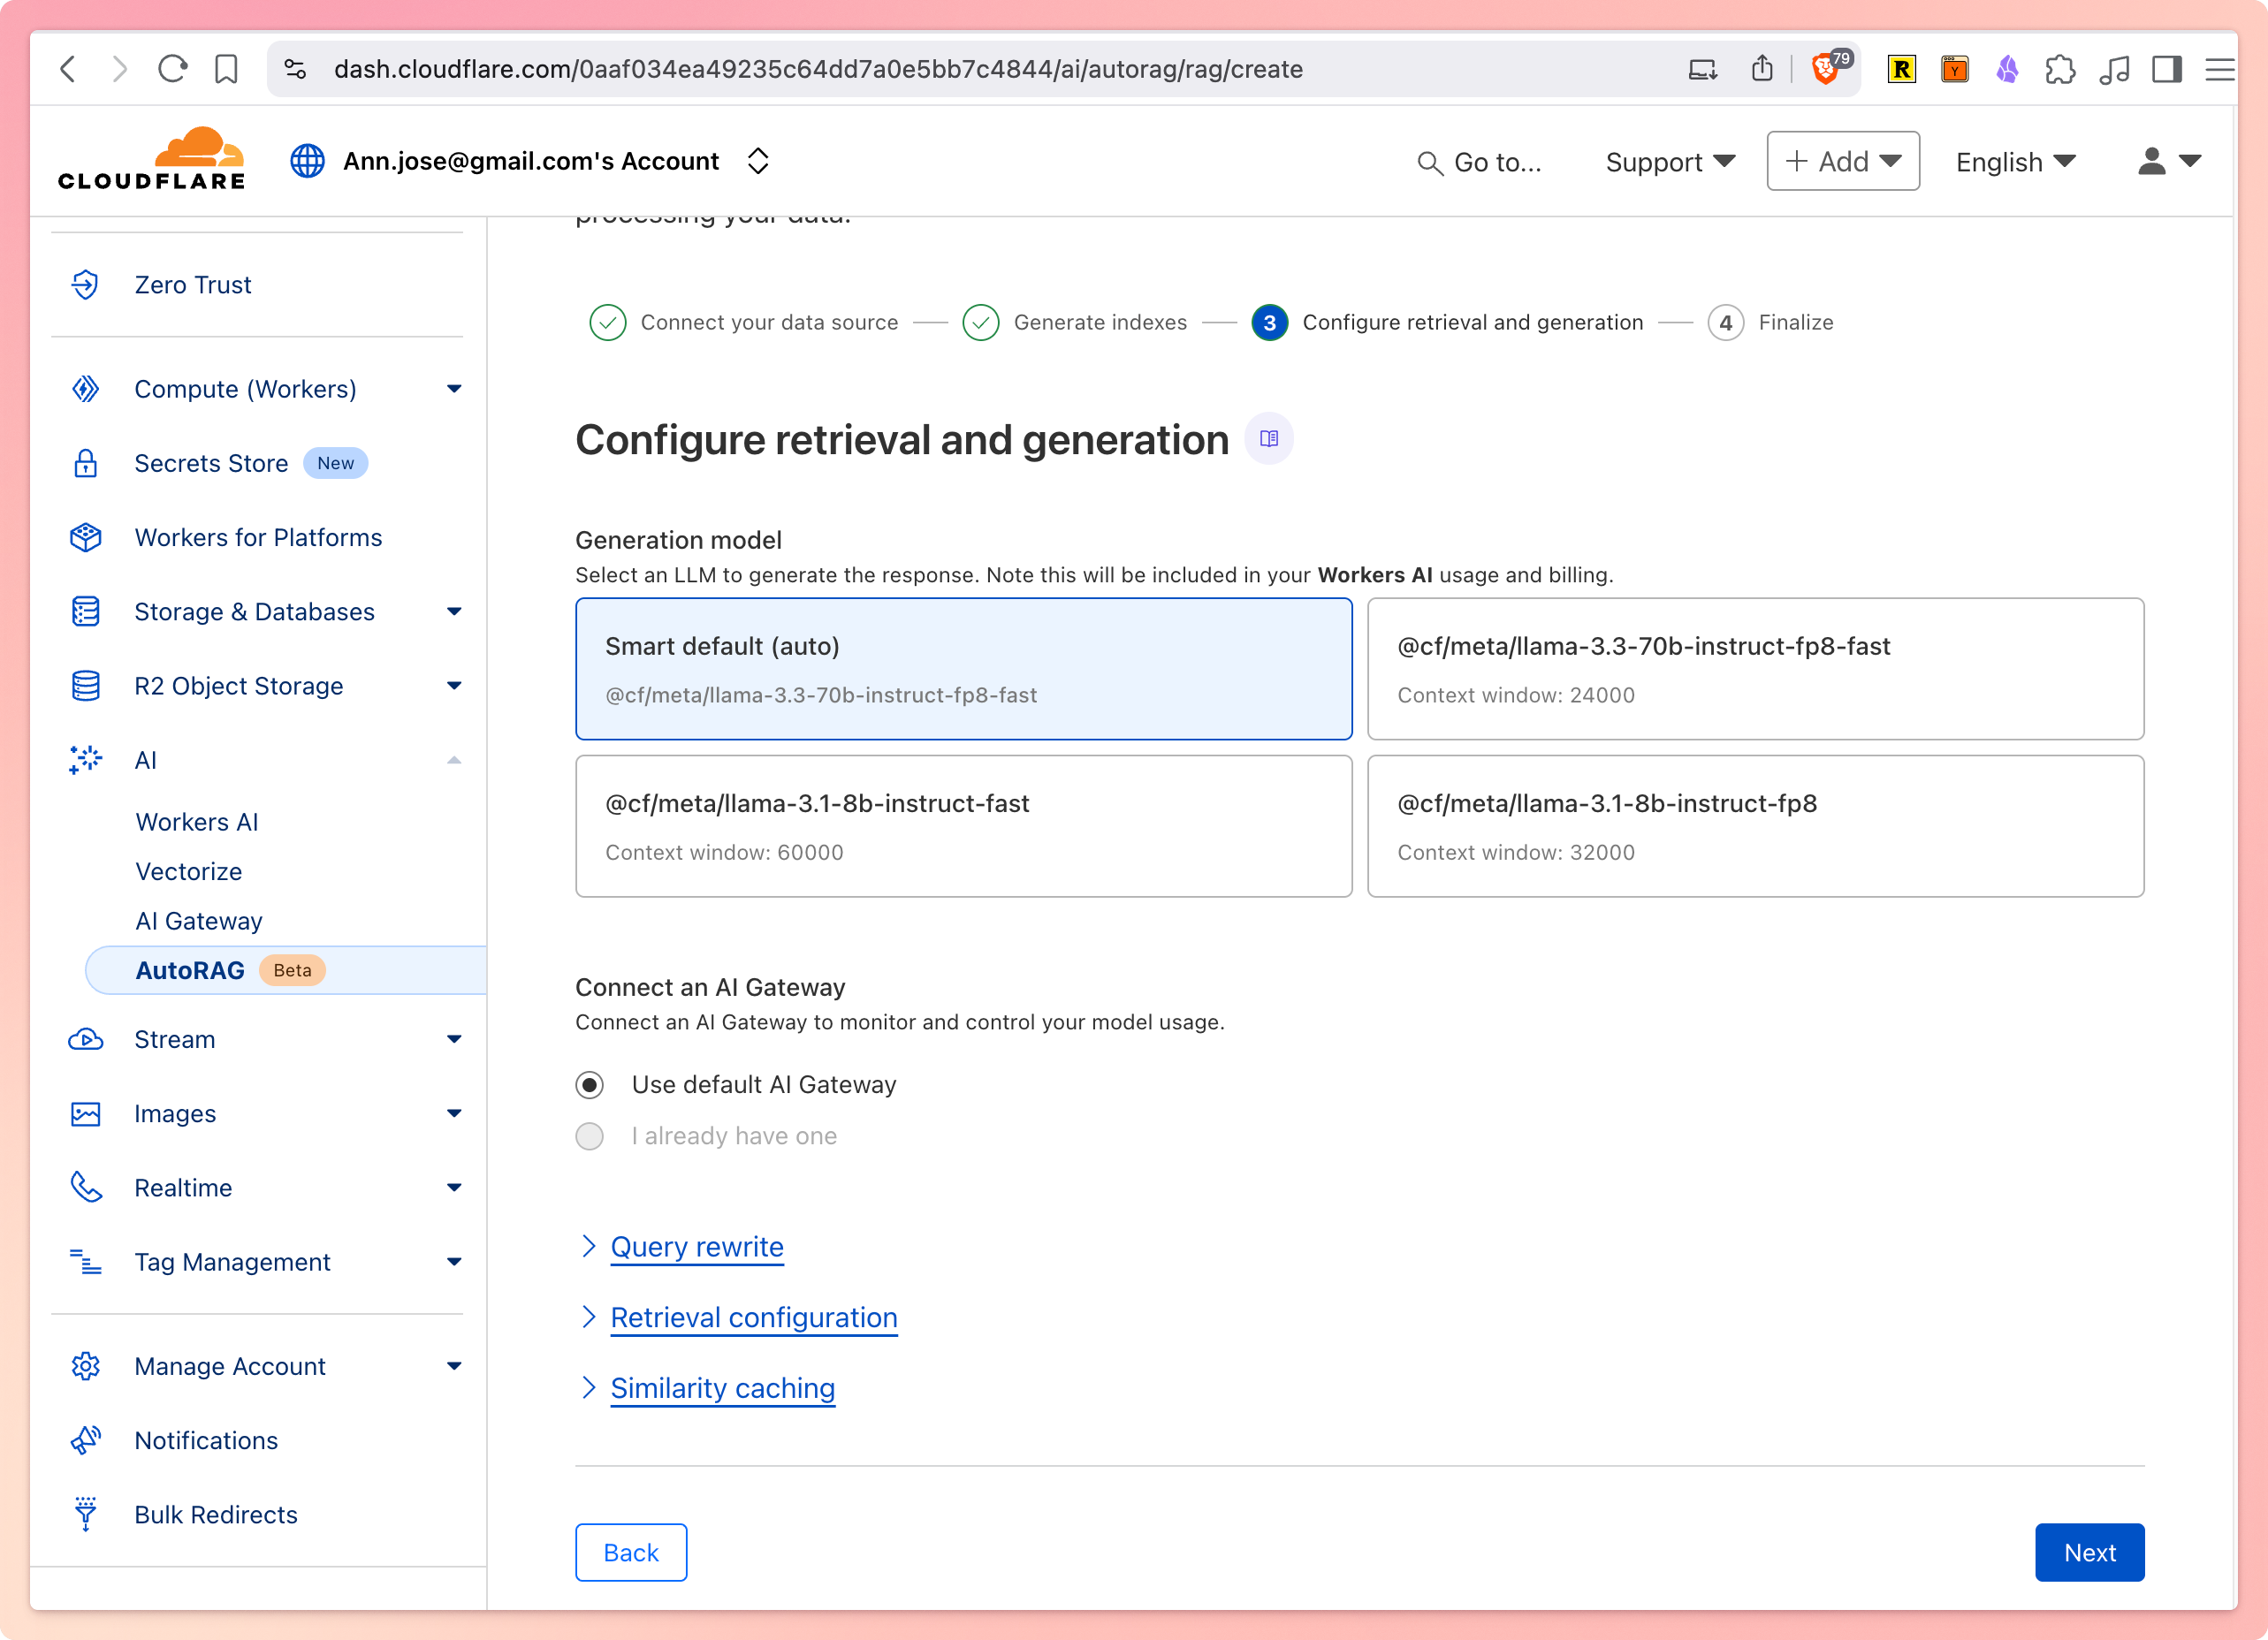 dash.cloudflare.com/0aaf034ea49235c64dd7a0e5bb7c4844/ai/autorag/rag/create
79
R
Y
CLOUDFLARE
Ann.jose@gmail.com's Account
Go to...
Support
+ Add
English
processing your data.
Zero Trust
Compute (Workers)
Secrets Store New
Workers for Platforms
Storage & Databases
R2 Object Storage
AI
Workers AI
Vectorize
AI Gateway
AutoRAG Beta
Stream
Images
Realtime
Tag Management
Manage Account
Notifications
Bulk Redirects
Connect your data source
Generate indexes
3 Configure retrieval and generation
4 Finalize
Configure retrieval and generation
Generation model
Select an LLM to generate the response. Note this will be included in your Workers AI usage and billing.
Smart default (auto)
@cf/meta/llama-3.3-70b-instruct-fp8-fast
@cf/meta/llama-3.3-70b-instruct-fp8-fast
Context window: 24000
@cf/meta/llama-3.1-8b-instruct-fast
Context window: 60000
@cf/meta/llama-3.1-8b-instruct-fp8
Context window: 32000
Connect an AI Gateway
Connect an AI Gateway to monitor and control your model usage.
Use default AI Gateway
I already have one
Query rewrite
Retrieval configuration
Similarity caching
Back
Next